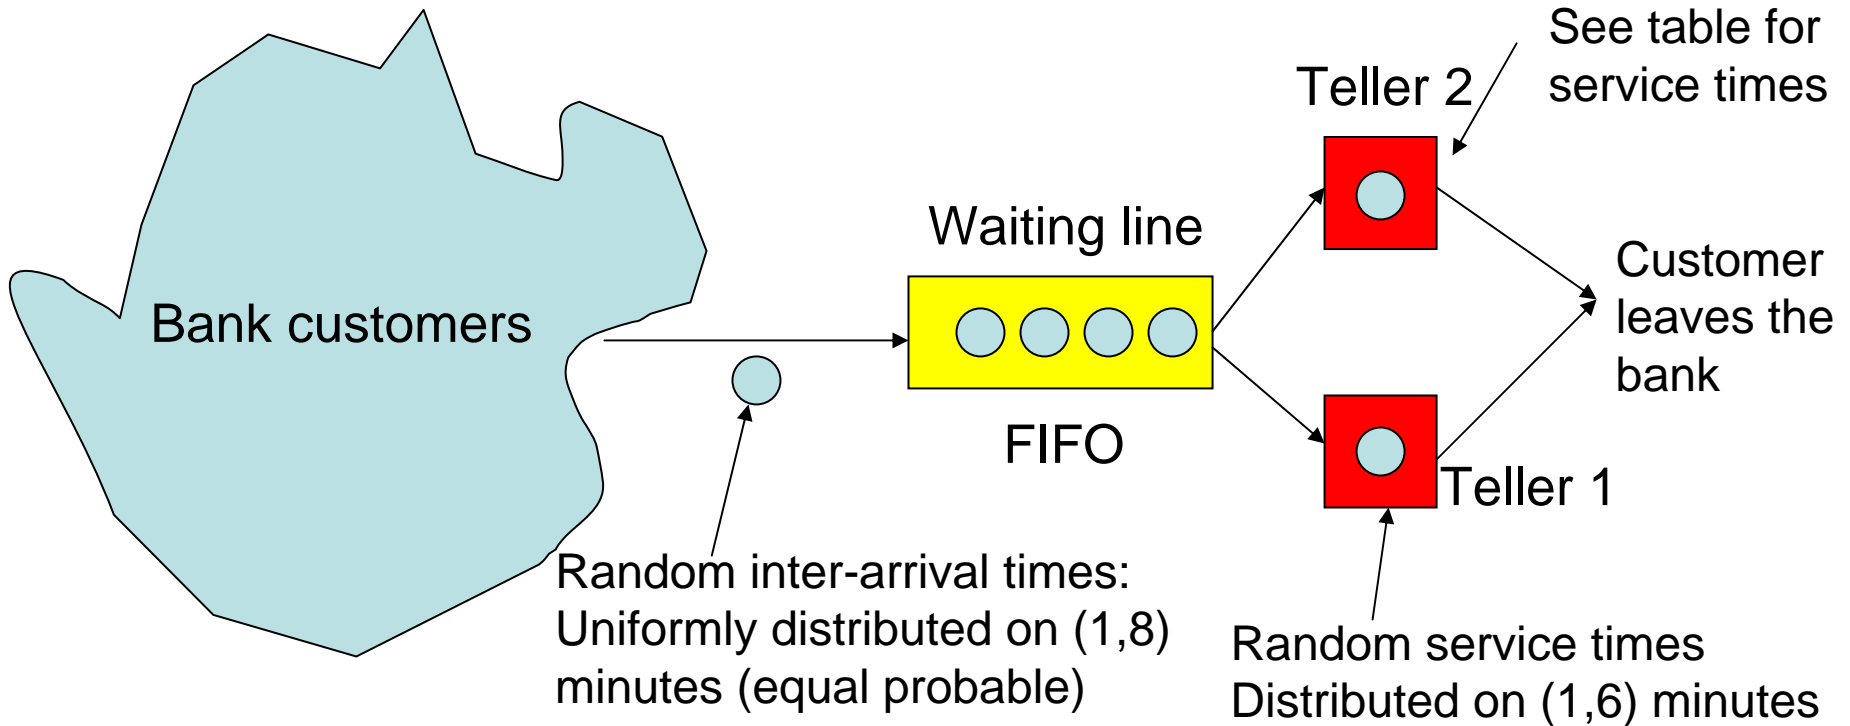 Bank customers
Random inter-arrival times:
Uniformly distributed on (1,8)
minutes (equal probable)
Waiting line
FIFO
Teller 2
See table for
service times
Customer
leaves the
bank
Teller 1
Random service times
Distributed on (1,6) minutes